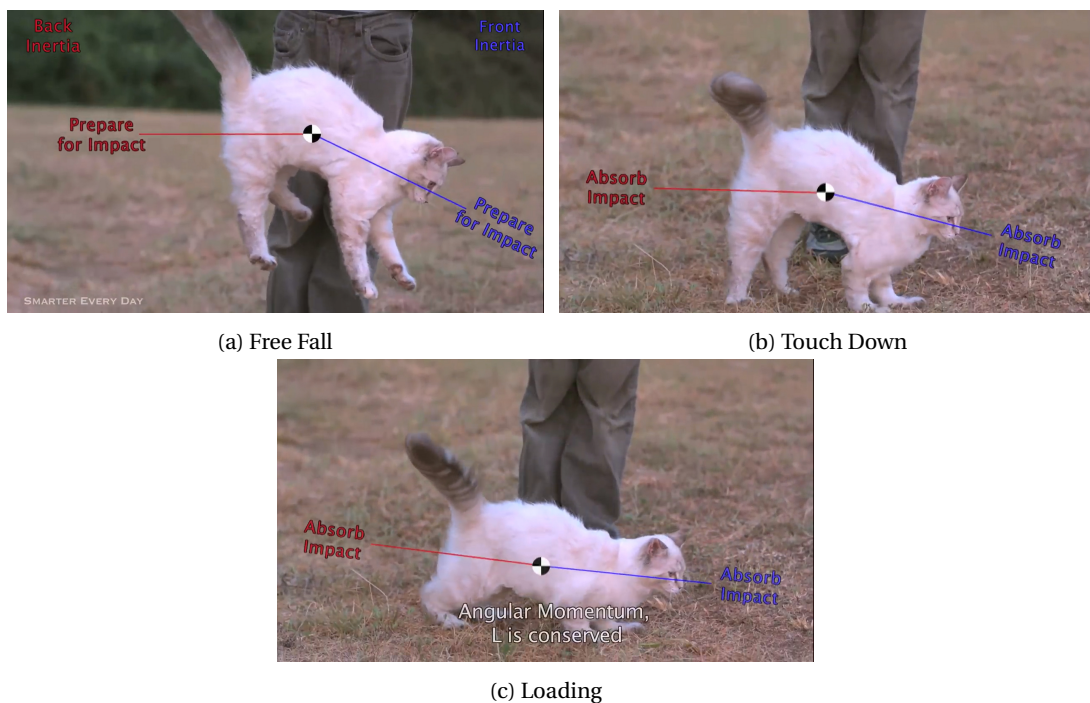 Back
Inertia
Front
Inertia
Prepare
for Impact
Prepare
for Impact
SMARTER EVERY DAY
(a) Free Fall
Absorb
Impact
Absorb
Impact
(b) Touch Down
Absorb
Impact
Absorb
Impact
Angular Momentum,
L is conserved
(c) Loading